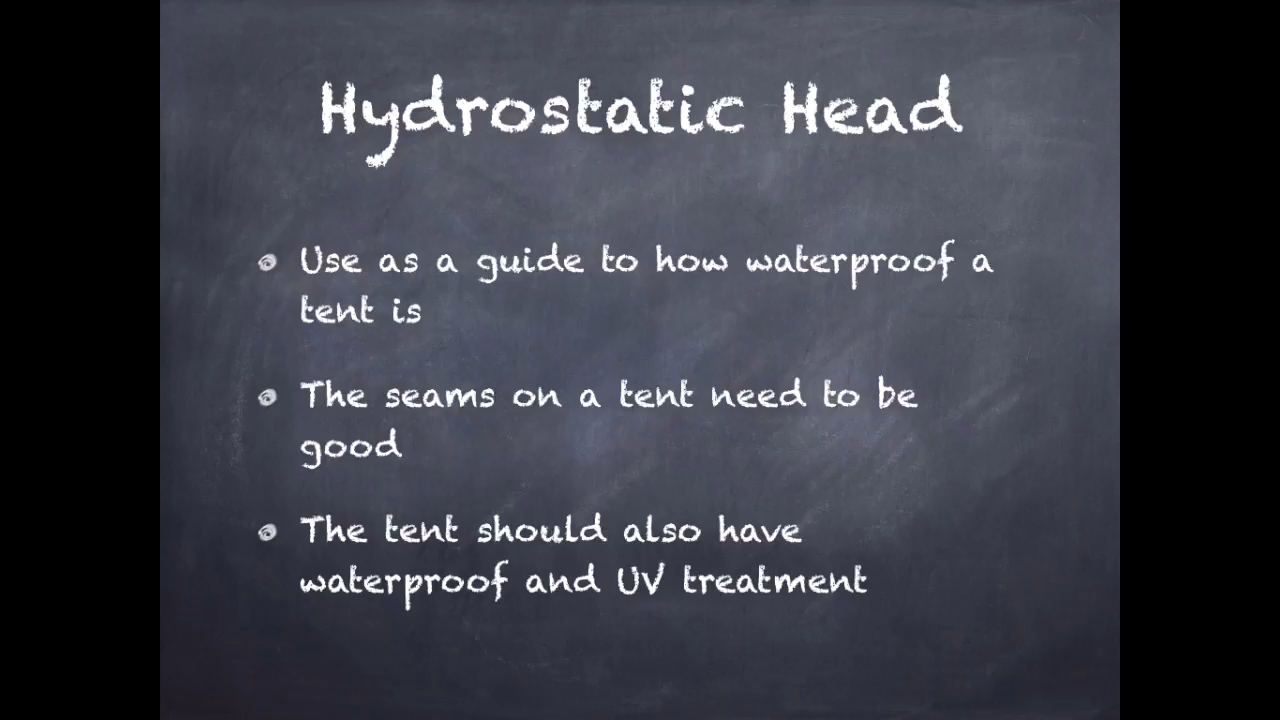 Hydrostatic Head
Use as a guide to how waterproof a
tent is
The seams on a tent need to be
good
The tent should also have
waterproof and UV treatment